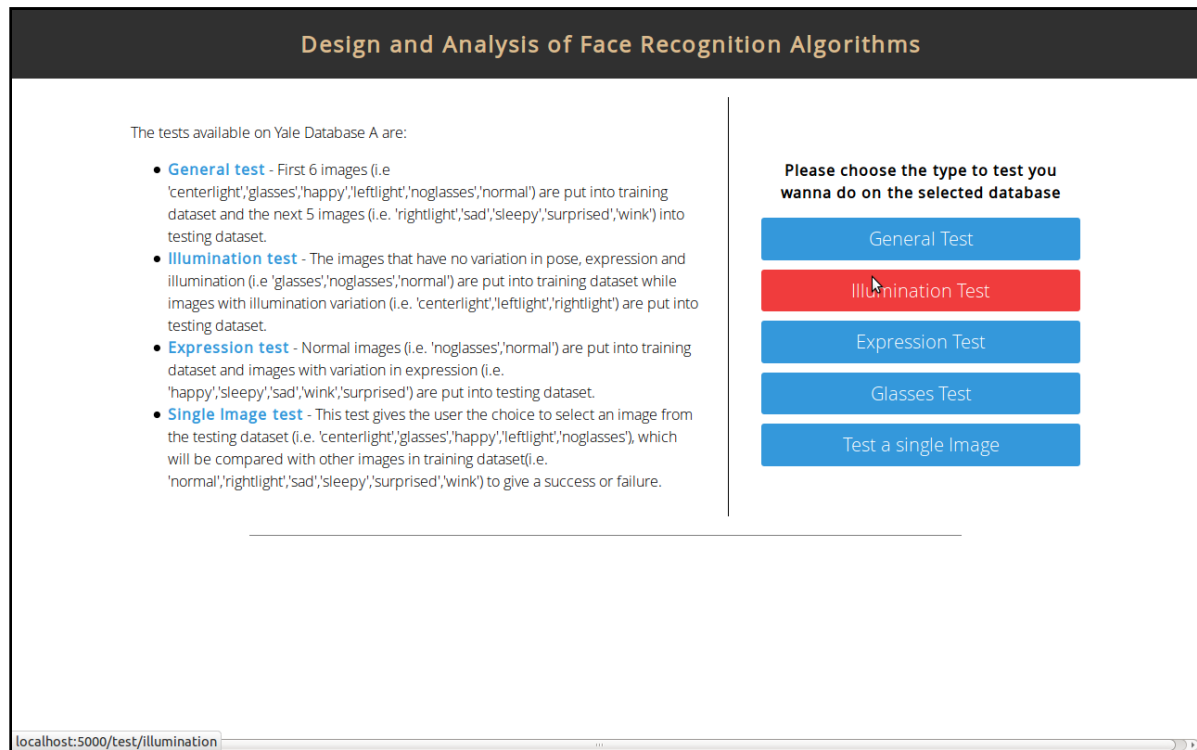 Design and Analysis of Face Recognition Algorithms
The tests available on Yale Database A are:
General test - First 6 images (i.e
'centerlight','glasses','happy','leftlight','noglasses','normal') are put into training
dataset and the next 5 images (i.e. 'rightlight','sad','sleepy','surprised','wink') into
testing dataset.
Illumination test - The images that have no variation in pose, expression and
illumination (i.e 'glasses','noglasses','normal') are put into training dataset while
images with illumination variation (i.e. 'centerlight','leftlight','rightlight') are put into
testing dataset.
Expression test - Normal images (i.e. 'noglasses','normal') are put into training
dataset and images with variation in expression (i.e.
'happy','sleepy','sad','wink','surprised') are put into testing dataset.
Single Image test - This test gives the user the choice to select an image from
the testing dataset (i.e. 'centerlight','glasses','happy','leftlight','noglasses'), which
will be compared with other images in training dataset(i.e.
'normal','rightlight','sad','sleepy','surprised','wink') to give a success or failure.
Please choose the type to test you
wanna do on the selected database
General Test
Illumination Test
Expression Test
Glasses Test
Test a single Image
localhost:5000/test/illumination